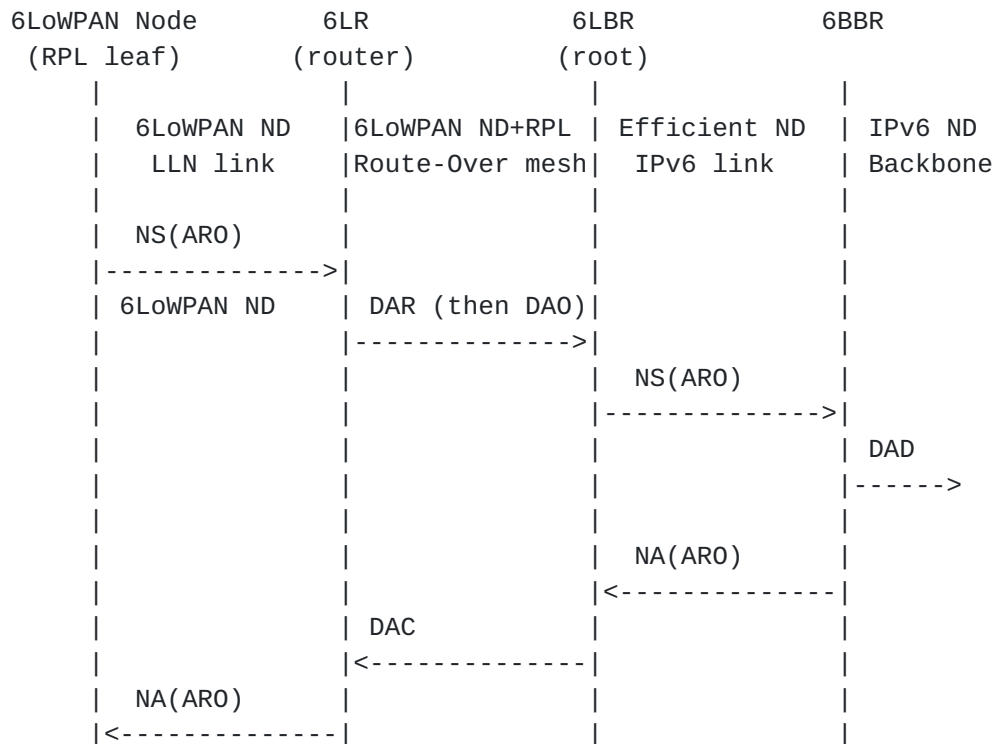 6LoWPAN Node        6LR             6LBR            6BBR
 (RPL leaf)       (router)         (root)
     |               |               |               |
     |  6LoWPAN ND   |6LoWPAN ND+RPL | Efficient ND  | IPv6 ND
     |   LLN link    |Route-Over mesh|  IPv6 link    | Backbone
     |               |               |               |
     |  NS(ARO)      |               |               |
     |-------------->|               |               |
     | 6LoWPAN ND    | DAR (then DAO)|               |
     |               |-------------->|               |
     |               |               |  NS(ARO)      |
     |               |               |-------------->|
     |               |               |               | DAD
     |               |               |               |------>
     |               |               |               |
     |               |               |  NA(ARO)      |
     |               |               |<--------------|
     |               | DAC           |               |
     |               |<--------------|               |
     |  NA(ARO)      |               |               |
     |<--------------|               |               |